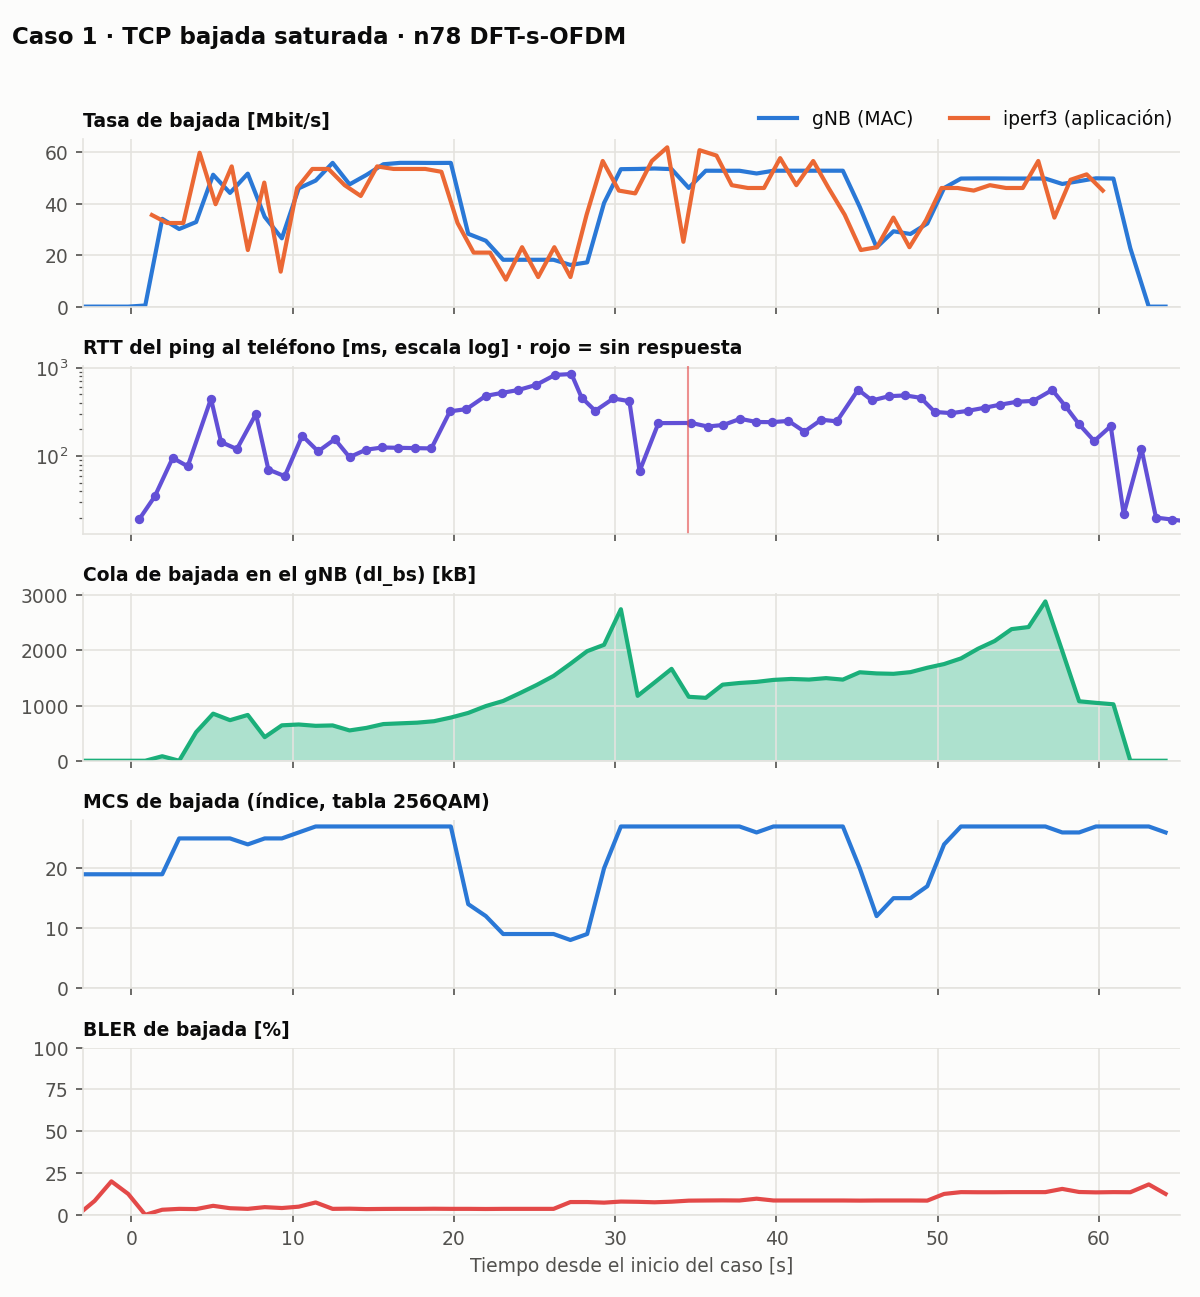 Caso 1 · TCP bajada saturada · n78 DFT-s-OFDM
Tasa de bajada [Mbit/s]
gNB (MAC)
iperf3 (aplicación)
60
40
20
0
RTT del ping al teléfono [ms, escala log] · rojo = sin respuesta
10³
10²
Cola de bajada en el gNB (dl_bs) [kB]
3000
2000
1000
0
MCS de bajada (índice, tabla 256QAM)
20
10
0
BLER de bajada [%]
100
75
50
25
0
0 10 20 30 40 50 60
Tiempo desde el inicio del caso [s]